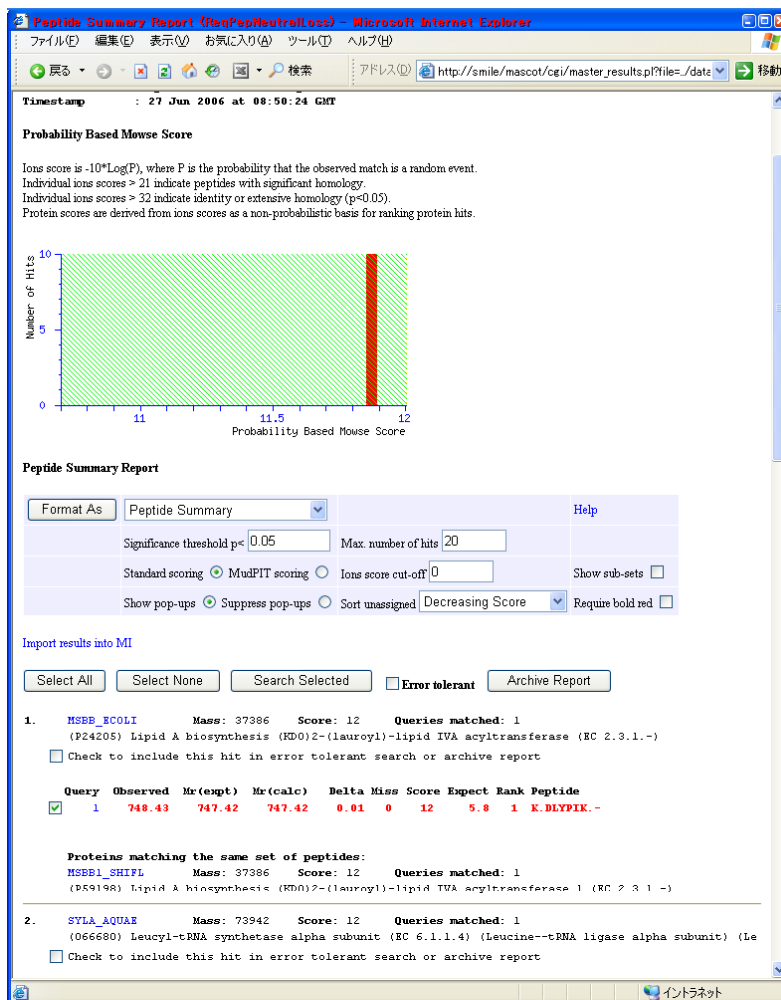 Peptide Summary Report (ReqPepNeutralLoss) - Microsoft Internet Explorer
ファイル(F) 編集(E) 表示(V) お気に入り(A) ツール(T) ヘルプ(H)
戻る 検索 アドレス(D) http://smile/mascot/cgi/master_results.pl?file=../data 移動
Timestamp : 27 Jun 2006 at 08:50:24 GMT
Probability Based Mowse Score
Ions score is -10*Log(P), where P is the probability that the observed match is a random event.
Individual ions scores > 21 indicate peptides with significant homology.
Individual ions scores > 32 indicate identity or extensive homology (p<0.05).
Protein scores are derived from ions scores as a non-probabilistic basis for ranking protein hits.
Number of Hits
10
5
0
11 11.5 12
Probability Based Mowse Score
Peptide Summary Report
Format As Peptide Summary Help
Significance threshold p< 0.05 Max. number of hits 20
Standard scoring MudPIT scoring Ions score cut-off 0 Show sub-sets
Show pop-ups Suppress pop-ups Sort unassigned Decreasing Score Require bold red
Import results into MI
Select All Select None Search Selected Error tolerant Archive Report
1. MSBB_ECOLI Mass: 37386 Score: 12 Queries matched: 1
(P24205) Lipid A biosynthesis (KDO)2-(lauroyl)-lipid IVA acyltransferase (EC 2.3.1.-)
Check to include this hit in error tolerant search or archive report
Query Observed Mr(expt) Mr(calc) Delta Miss Score Expect Rank Peptide
1 748.43 747.42 747.42 0.01 0 12 5.8 1 K.DLYPIK.-
Proteins matching the same set of peptides:
MSBB1_SHIFL Mass: 37386 Score: 12 Queries matched: 1
(P59198) Lipid A biosynthesis (KDO)2-(lauroyl)-lipid IVA acyltransferase 1 (EC 2.3.1.-)
2. SYLA_AQUAE Mass: 73942 Score: 12 Queries matched: 1
(O66680) Leucyl-tRNA synthetase alpha subunit (EC 6.1.1.4) (Leucine--tRNA ligase alpha subunit) (Le
Check to include this hit in error tolerant search or archive report
イントラネット